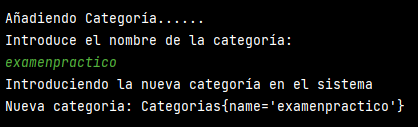 Añadiendo Categoría......
Introduce el nombre de la categoría:
examenpractico
Introduciendo la nueva categoría en el sistema
Nueva categoria: Categorias{name='examenpractico'}